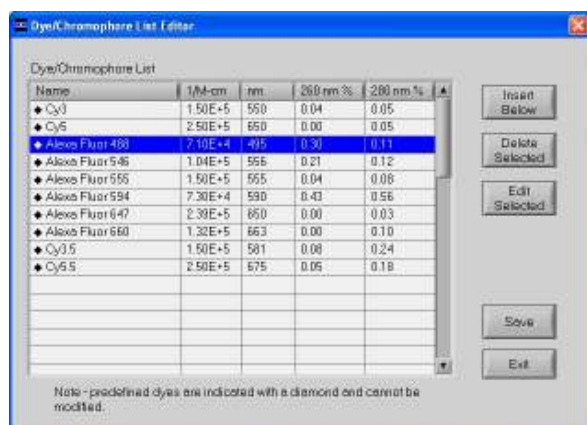 Dye/Chromophore List Editor
Dye/Chromophore List
Name 1/M-cm nm 260 nm % 280 nm %
◆ Cy3 1.50E+5 550 0.04 0.05
◆ Cy5 2.50E+5 650 0.00 0.05
◆ Alexa Fluor 488 7.10E+4 495 0.30 0.11
◆ Alexa Fluor 546 1.04E+5 556 0.21 0.12
◆ Alexa Fluor 555 1.50E+5 555 0.04 0.08
◆ Alexa Fluor 594 7.30E+4 590 0.43 0.56
◆ Alexa Fluor 647 2.39E+5 650 0.00 0.03
◆ Alexa Fluor 660 1.32E+5 663 0.00 0.10
◆ Cy3.5 1.50E+5 581 0.08 0.24
◆ Cy5.5 2.50E+5 675 0.05 0.18
Insert
Below
Delete
Selected
Edit
Selected
Save
Exit
Note - predefined dyes are indicated with a diamond and cannot be
modified.